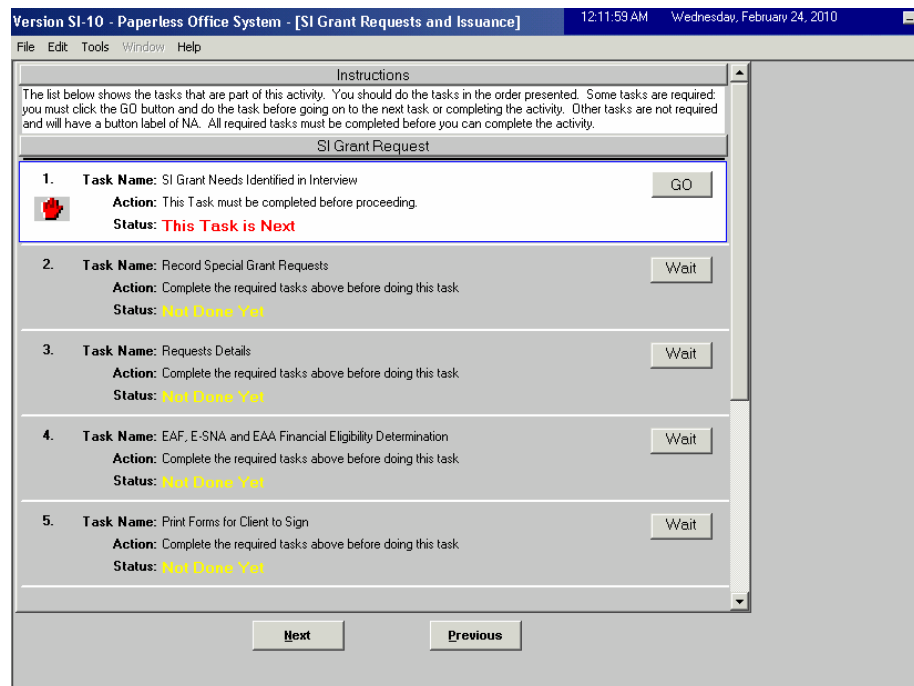 Version SI-10 - Paperless Office System - [SI Grant Requests and Issuance] 12:11:59 AM Wednesday, February 24, 2010
File Edit Tools Window Help
Instructions
The list below shows the tasks that are part of this activity. You should do the tasks in the order presented. Some tasks are required:
you must click the GO button and do the task before going on to the next task or completing the activity. Other tasks are not required
and will have a button label of NA. All required tasks must be completed before you can complete the activity.
SI Grant Request
1. Task Name: SI Grant Needs Identified in Interview GO
Action: This Task must be completed before proceeding.
Status: This Task is Next
2. Task Name: Record Special Grant Requests Wait
Action: Complete the required tasks above before doing this task
Status: Not Done Yet
3. Task Name: Requests Details Wait
Action: Complete the required tasks above before doing this task
Status: Not Done Yet
4. Task Name: EAF, E-SNA and EAA Financial Eligibility Determination Wait
Action: Complete the required tasks above before doing this task
Status: Not Done Yet
5. Task Name: Print Forms for Client to Sign Wait
Action: Complete the required tasks above before doing this task
Status: Not Done Yet
Next Previous